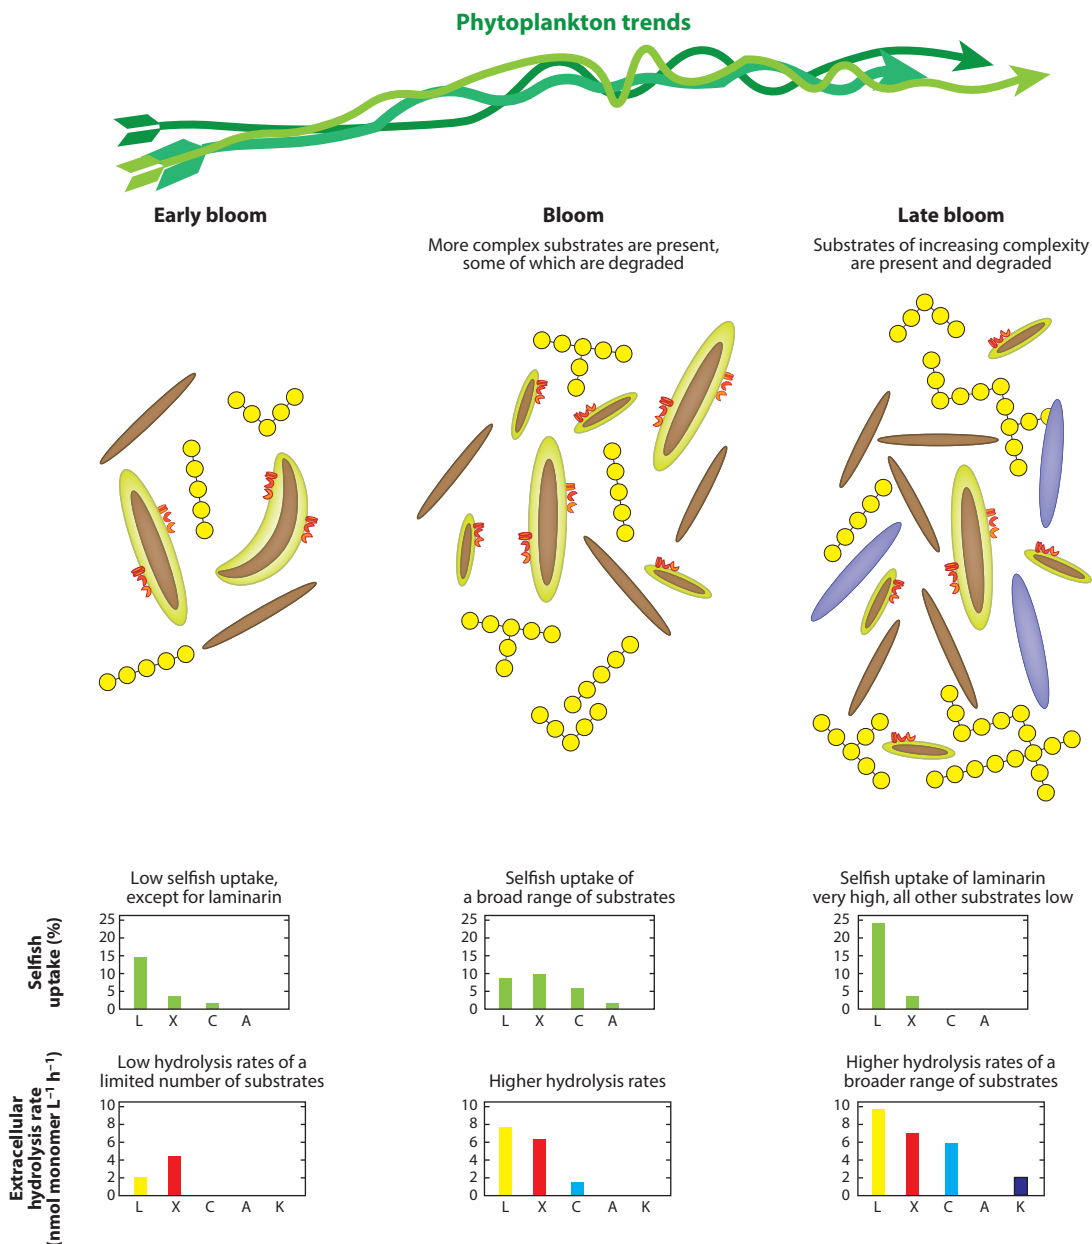 Phytoplankton trends
Early bloom
Bloom
More complex substrates are present,
some of which are degraded
Late bloom
Substrates of increasing complexity
are present and degraded
Selfish
uptake (%)
Low selfish uptake,
except for laminarin
25
20
15
10
5
0
L X C A
Selfish uptake of
a broad range of substrates
25
20
15
10
5
0
L X C A
Selfish uptake of laminarin
very high, all other substrates low
25
20
15
10
5
0
L X C A
Extracellular
hydrolysis rate
(nmol monomer L⁻¹ h⁻¹)
Low hydrolysis rates of a
limited number of substrates
10
8
6
4
2
0
L X C A K
Higher hydrolysis rates
10
8
6
4
2
0
L X C A K
Higher hydrolysis rates of a
broader range of substrates
10
8
6
4
2
0
L X C A K